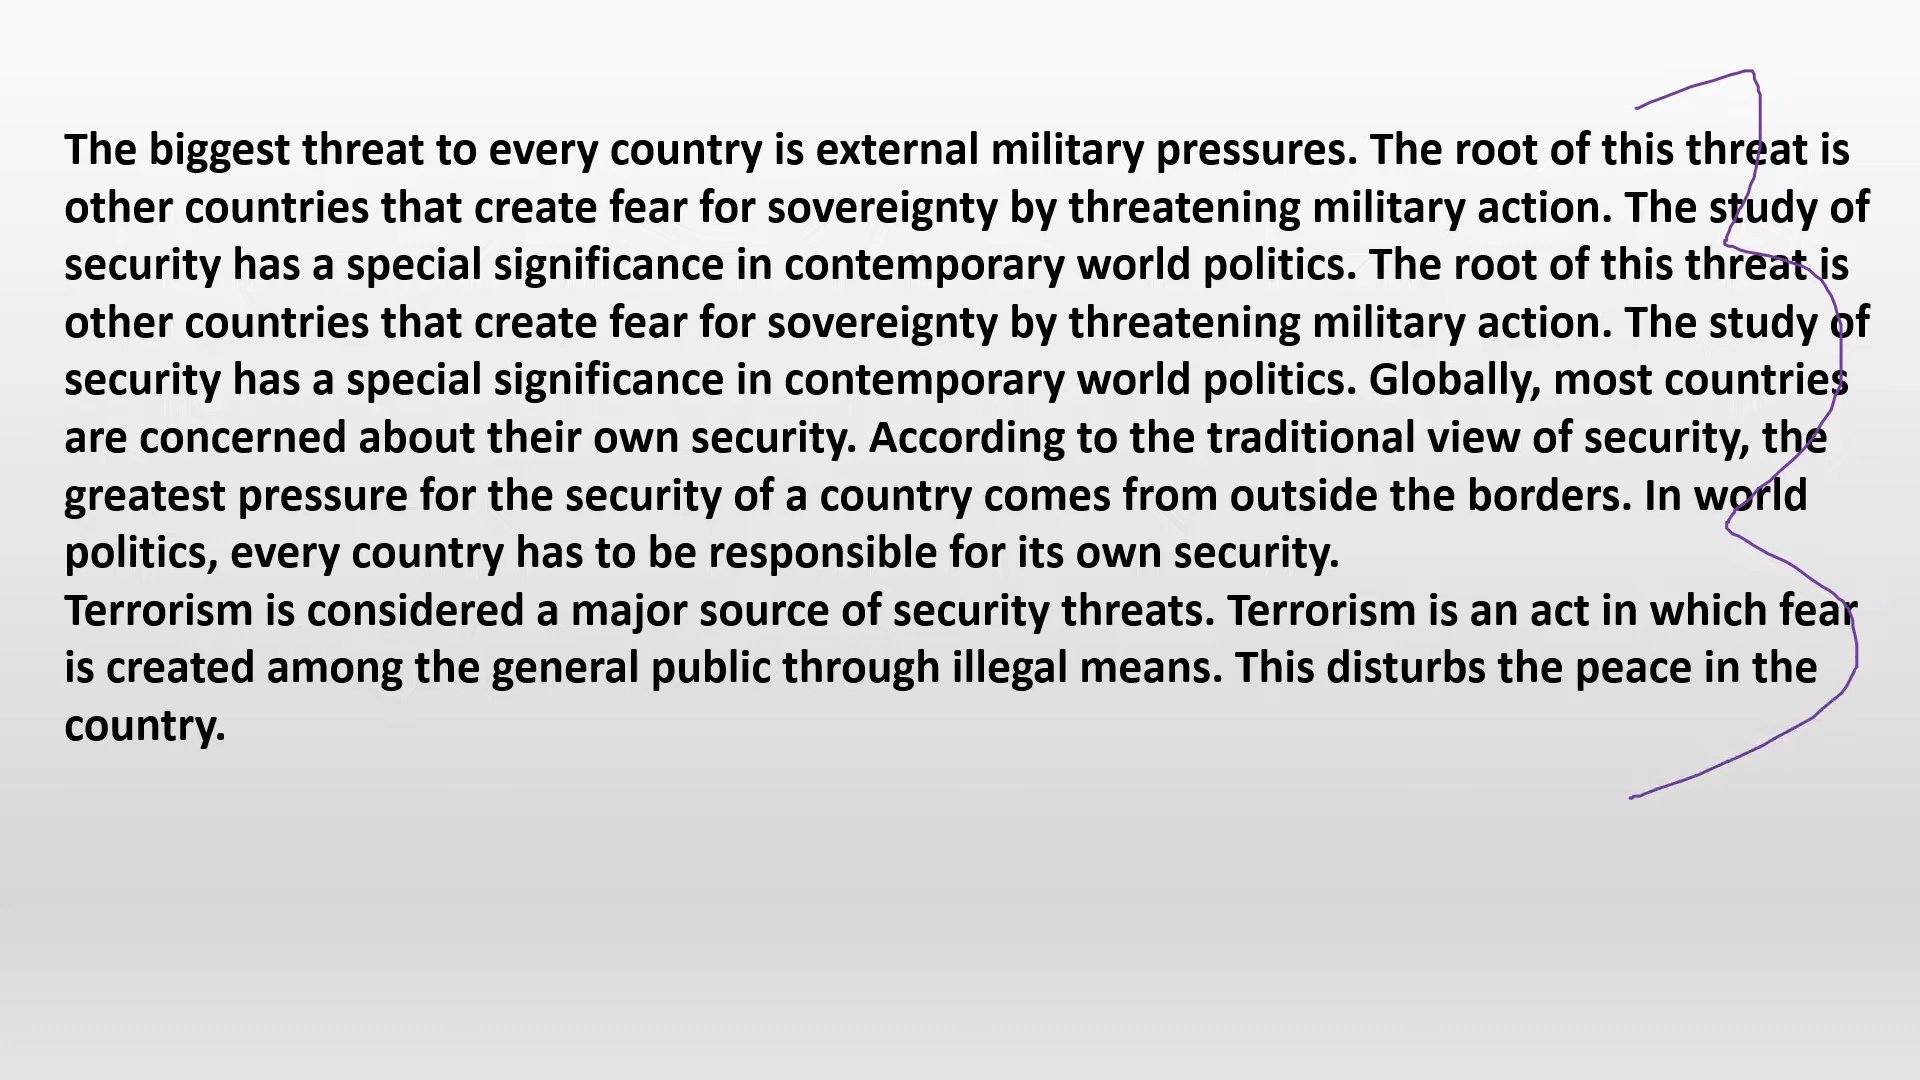 The biggest threat to every country is external military pressures. The root of this threat is
other countries that create fear for sovereignty by threatening military action. The study of
security has a special significance in contemporary world politics. The root of this threat is
other countries that create fear for sovereignty by threatening military action. The study of
security has a special significance in contemporary world politics. Globally, most countries
are concerned about their own security. According to the traditional view of security, the
greatest pressure for the security of a country comes from outside the borders. In world
politics, every country has to be responsible for its own security.
Terrorism is considered a major source of security threats. Terrorism is an act in which fear
is created among the general public through illegal means. This disturbs the peace in the
country.